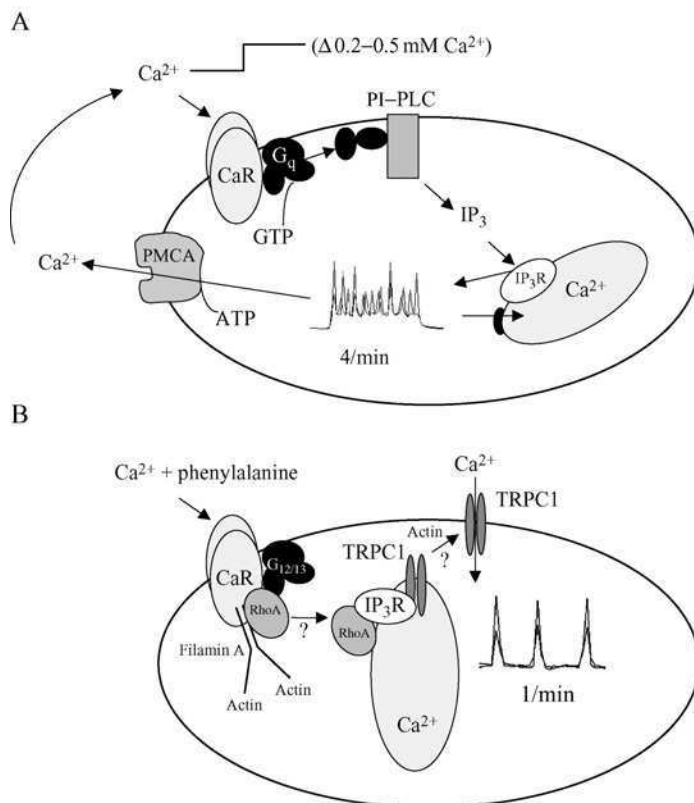 A
Ca²⁺
(Δ 0.2–0.5 mM Ca²⁺)
PI–PLC
CaR
Gq
GTP
IP₃
Ca²⁺
PMCA
ATP
IP₃R
Ca²⁺
4/min
B
Ca²⁺ + phenylalanine
Ca²⁺
TRPC1
Actin
?
TRPC1
CaR
G12/13
RhoA
?
IP₃R
RhoA
Filamin A
Actin
Actin
Ca²⁺
1/min